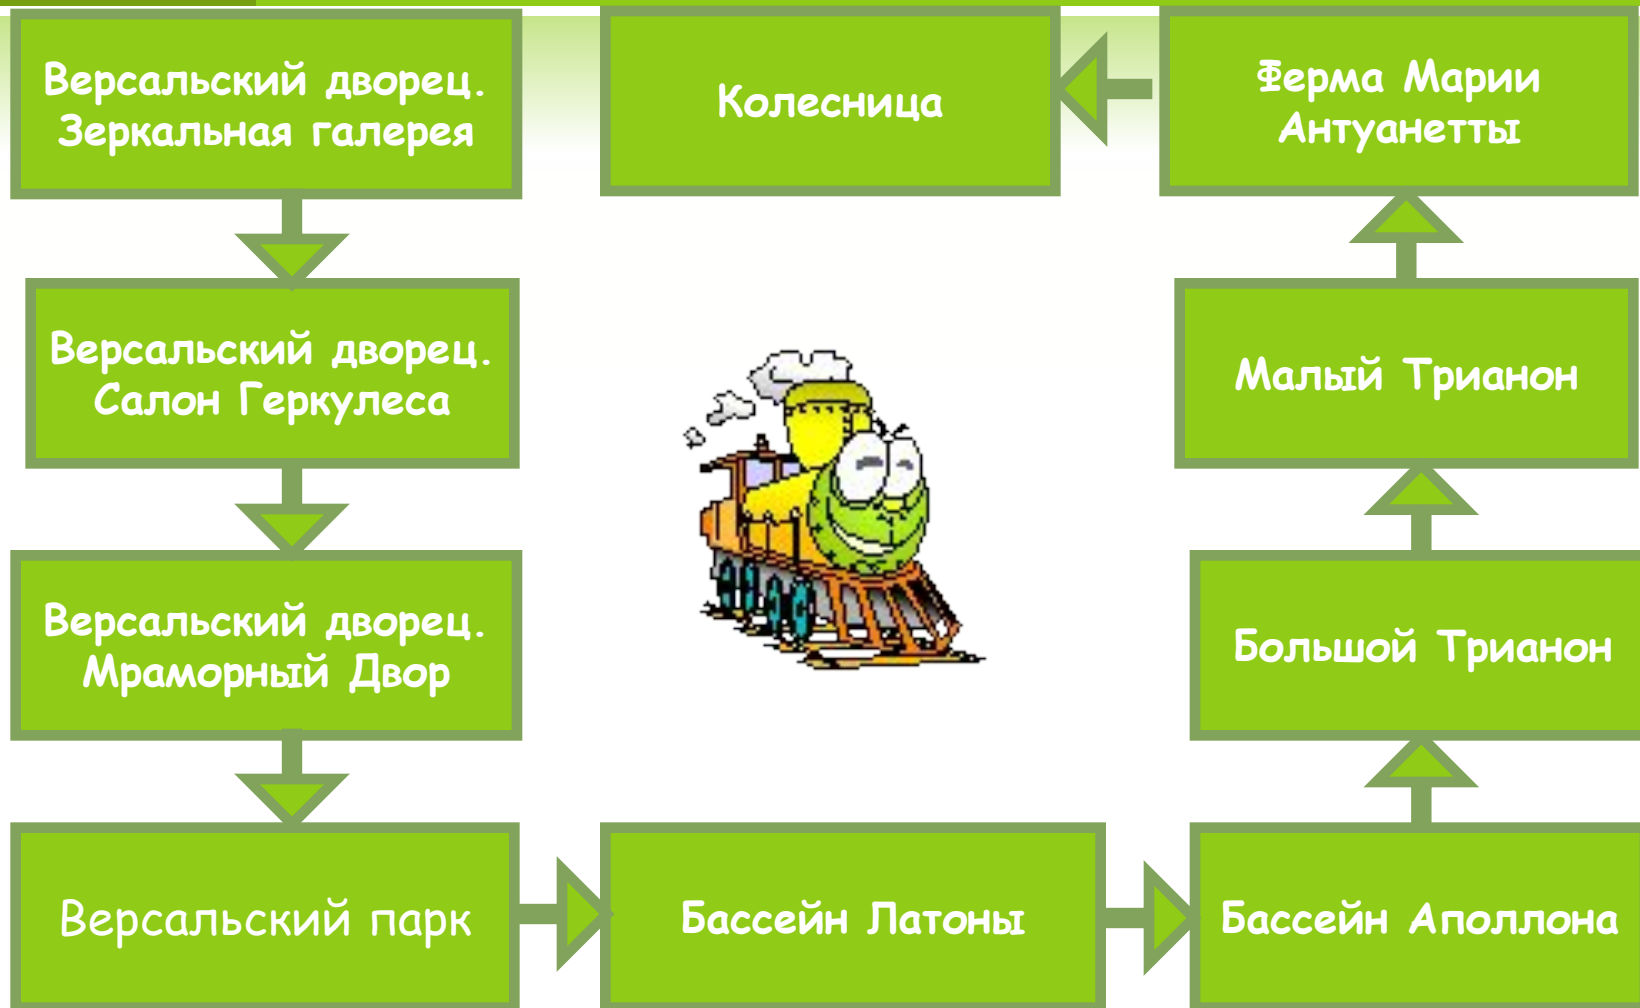 Версальский дворец.
Зеркальная галерея
Версальский дворец.
Салон Геркулеса
Версальский дворец.
Мраморный Двор
Версальский парк
Бассейн Латоны
Бассейн Аполлона
Большой Трианон
Малый Трианон
Ферма Марии
Антуанетты
Колесница